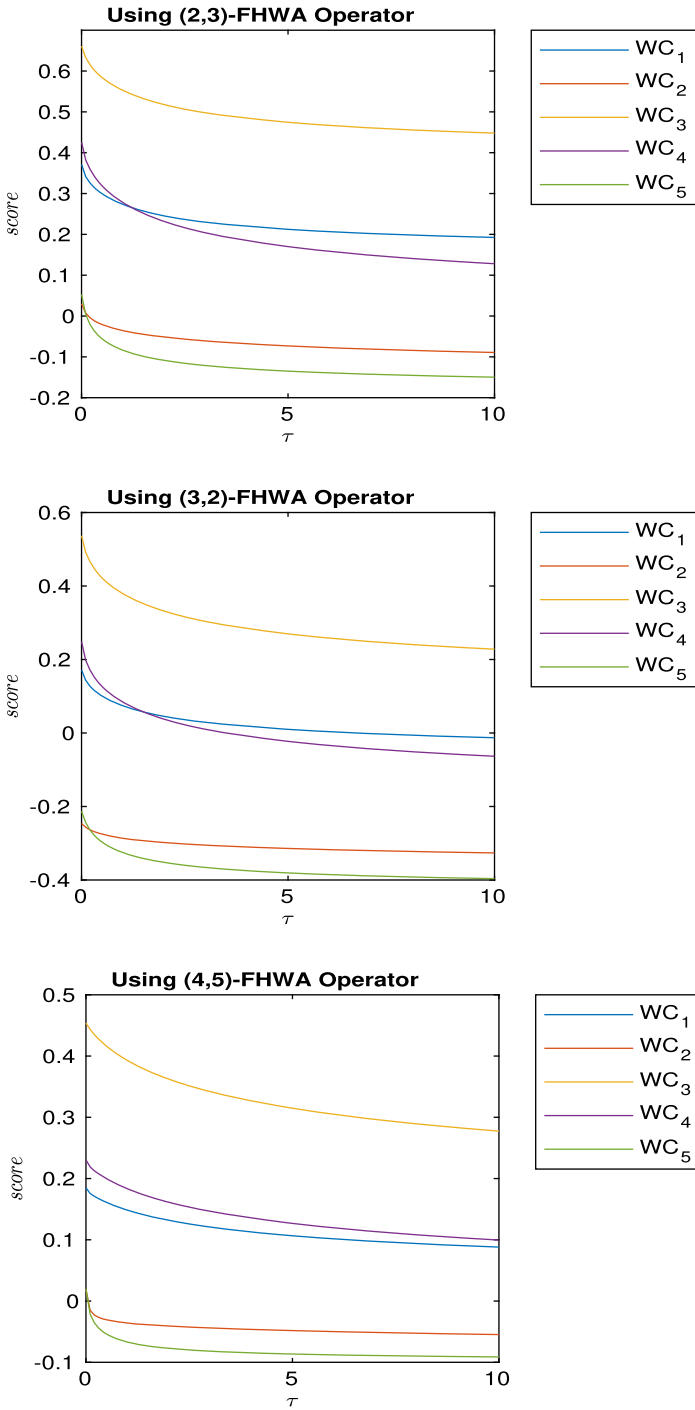 Using (2,3)-FHWA Operator
0.6
0.5
0.4
0.3
0.2
0.1
0
-0.1
-0.2
score
0
5
10
τ
WC₁
WC₂
WC₃
WC₄
WC₅
Using (3,2)-FHWA Operator
0.6
0.4
0.2
0
-0.2
-0.4
score
0
5
10
τ
WC₁
WC₂
WC₃
WC₄
WC₅
Using (4,5)-FHWA Operator
0.5
0.4
0.3
0.2
0.1
0
-0.1
score
0
5
10
τ
WC₁
WC₂
WC₃
WC₄
WC₅